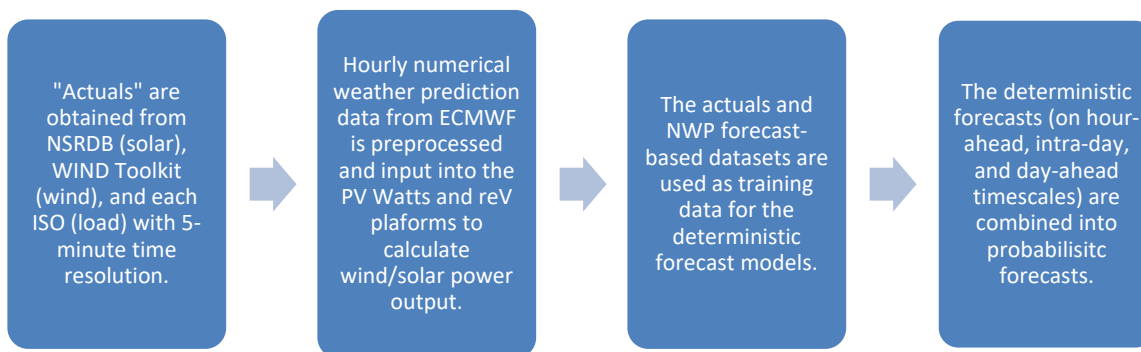 "Actuals" are
obtained from
NSRDB (solar),
WIND Toolkit
(wind), and each
ISO (load) with 5-
minute time
resolution.
Hourly numerical
weather prediction
data from ECMWF
is preprocessed
and input into the
PV Watts and reV
plaforms to
calculate
wind/solar power
output.
The actuals and
NWP forecast-
based datasets are
used as training
data for the
deterministic
forecast models.
The deterministic
forecasts (on hour-
ahead, intra-day,
and day-ahead
timescales) are
combined into
probabilisitc
forecasts.